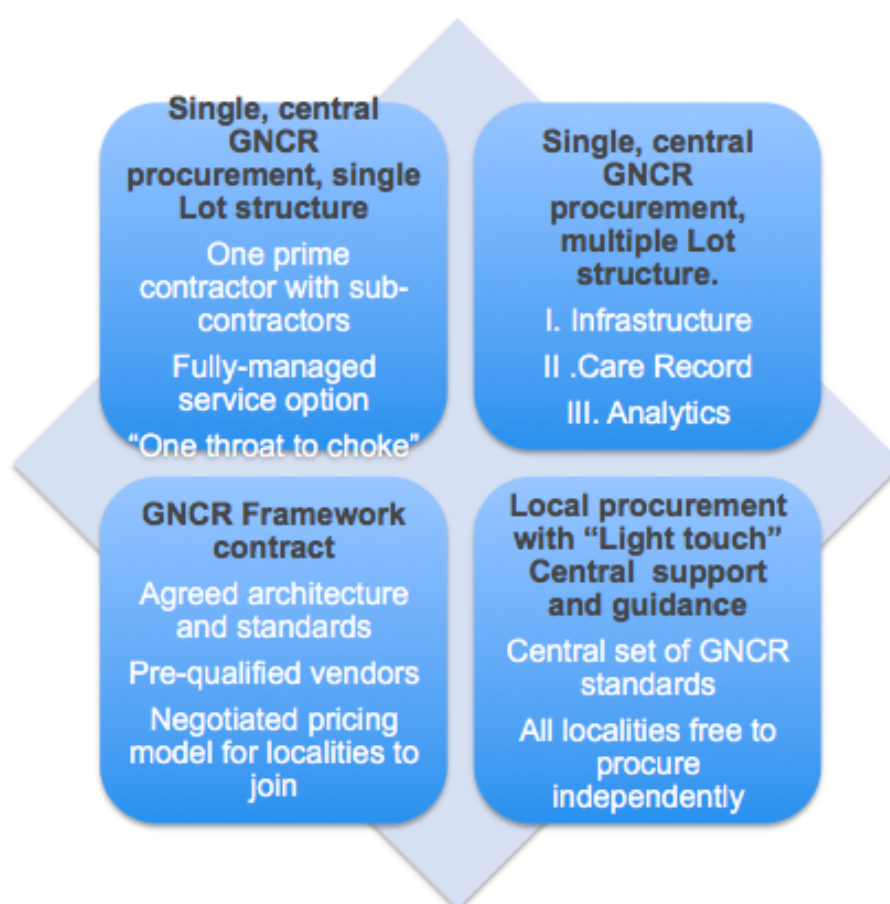 Single, central
GNCR
procurement, single
Lot structure
One prime
contractor with sub-
contractors
Fully-managed
service option
“One throat to choke”
Single, central
GNCR
procurement,
multiple Lot
structure.
I. Infrastructure
II .Care Record
III. Analytics
GNCR Framework
contract
Agreed architecture
and standards
Pre-qualified vendors
Negotiated pricing
model for localities to
join
Local procurement
with “Light touch”
Central  support
and guidance
Central set of GNCR
standards
All localities free to
procure
independently